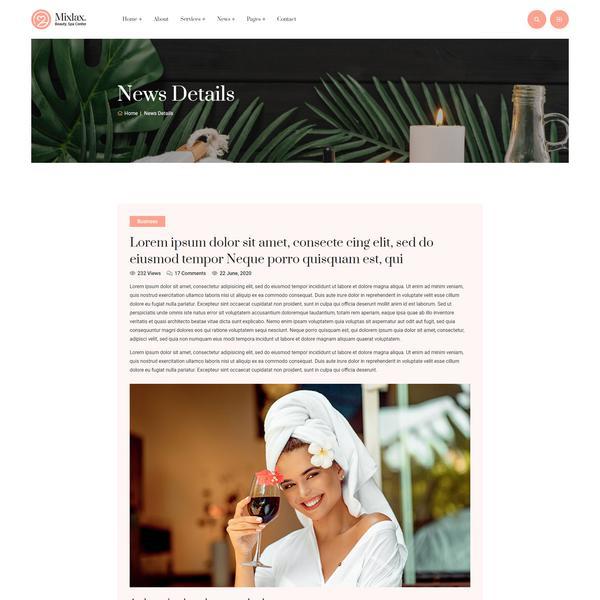 Mixlax.
Beauty, Spa Center
Home +
About
Services +
News +
Pages +
Contact
News Details
Home | News Details
Business
Lorem ipsum dolor sit amet, consecte cing elit, sed do
eiusmod tempor Neque porro quisquam est, qui
232 Views 17 Comments 22 June, 2020
Lorem ipsum dolor sit amet, consectetur adipisicing elit, sed do eiusmod tempor incididunt ut labore et dolore magna aliqua. Ut enim ad minim veniam,
quis nostrud exercitation ullamco laboris nisi ut aliquip ex ea commodo consequat. Duis aute irure dolor in reprehenderit in voluptate velit esse cillum
dolore eu fugiat nulla pariatur. Excepteur sint occaecat cupidatat non proident, sunt in culpa qui officia deserunt mollit anim id est laborum. Sed ut
perspiciatis unde omnis iste natus error sit voluptatem accusantium doloremque laudantium, totam rem aperiam, eaque ipsa quae ab illo inventore
veritatis et quasi architecto beatae vitae dicta sunt explicabo. Nemo enim ipsam voluptatem quia voluptas sit aspernatur aut odit aut fugit, sed quia
consequuntur magni dolores eos qui ratione voluptatem sequi nesciunt. Neque porro quisquam est, qui dolorem ipsum quia dolor sit amet, consectetur,
adipisci velit, sed quia non numquam eius modi tempora incidunt ut labore et dolore magnam aliquam quaerat voluptatem.
Lorem ipsum dolor sit amet, consectetur adipisicing elit, sed do eiusmod tempor incididunt ut labore et dolore magna aliqua. Ut enim ad minim veniam,
quis nostrud exercitation ullamco laboris nisi ut aliquip ex ea commodo consequat. Duis aute irure dolor in reprehenderit in voluptate velit esse cillum
dolore eu fugiat nulla pariatur. Excepteur sint occaecat cupidatat non proident, sunt in culpa qui officia deserunt.